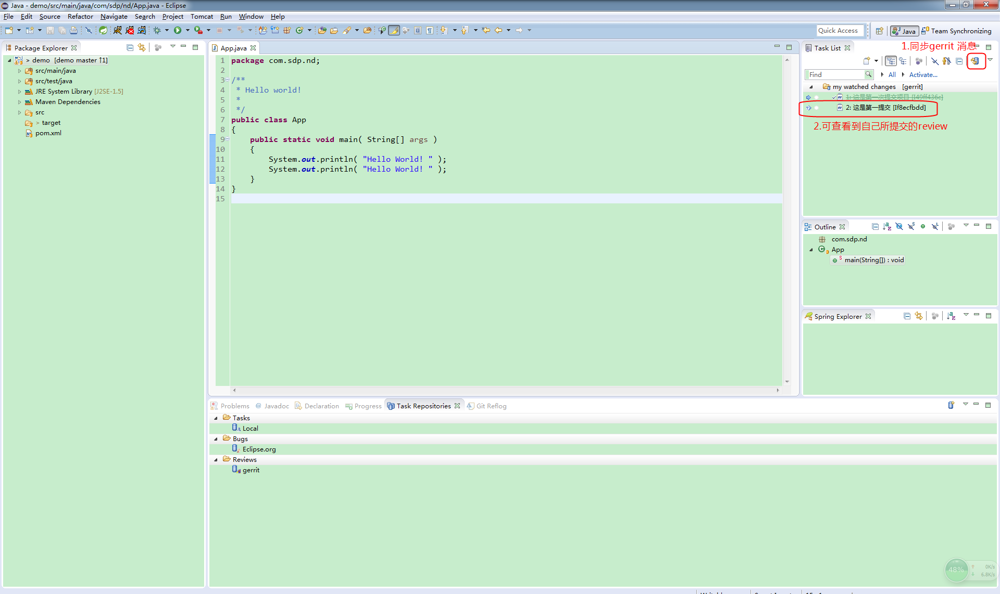 Java - demo/src/main/java/com/sdp/nd/App.java - Eclipse
File Edit Source Refactor Navigate Search Project Tomcat Run Window Help
Quick Access
Java
Team Synchronizing
Package Explorer
> demo [demo master ↑1]
src/main/java
src/test/java
JRE System Library [J2SE-1.5]
Maven Dependencies
src
> target
pom.xml
App.java
1 package com.sdp.nd;
2
3 /**
4  * Hello world!
5  *
6  */
7 public class App
8 {
9     public static void main( String[] args )
10     {
11         System.out.println( "Hello World! " );
12         System.out.println( "Hello World! " );
13     }
14 }
15
Task List
1.同步gerrit 消息
Find
All
Activate...
my watched changes [gerrit]
1: 这是第一次提交项目 [I49ff436c]
2: 这是第一提交 [If8ecfbdd]
2.可查看到自己所提交的review
Outline
com.sdp.nd
App
main(String[]) : void
Spring Explorer
Problems @ Javadoc Declaration Progress Task Repositories Git Reflog
Tasks
Local
Bugs
Eclipse.org
Reviews
gerrit
48%
0K/s
6.8K/s